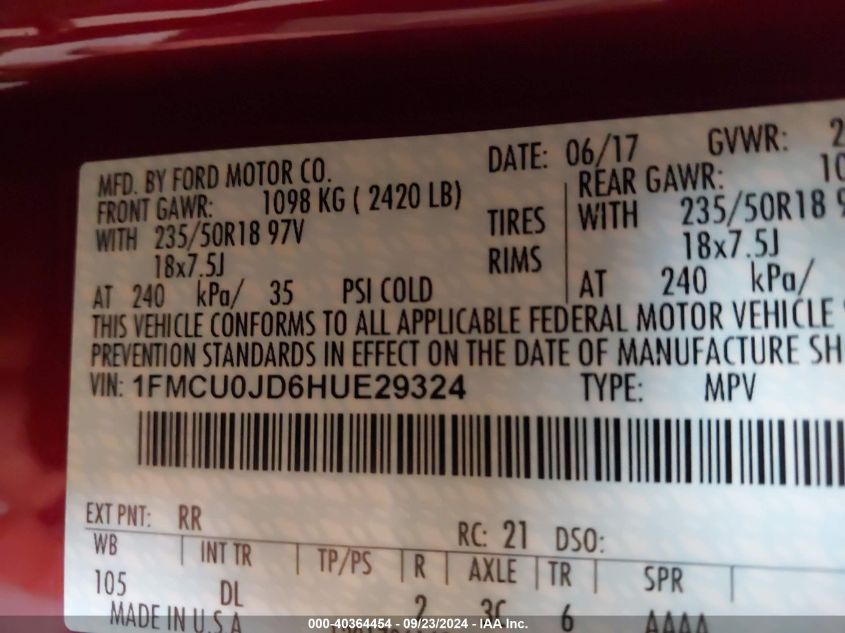 MFD. BY FORD MOTOR CO. DATE: 06/17 GVWR:
FRONT GAWR: 1098 KG ( 2420 LB) REAR GAWR:
WITH 235/50R18 97V TIRES WITH 235/50R18
18x7.5J RIMS 18x7.5J
AT 240 kPa/ 35 PSI COLD AT 240 kPa/
THIS VEHICLE CONFORMS TO ALL APPLICABLE FEDERAL MOTOR VEHICLE
PREVENTION STANDARDS IN EFFECT ON THE DATE OF MANUFACTURE SH
VIN: 1FMCU0JD6HUE29324 TYPE: MPV
EXT PNT: RR RC: 21 DSO:
WB INT TR TP/PS R AXLE TR SPR
105 DL 2 3C 6 AAAA
MADE IN U.S.A
000-40364454 - 09/23/2024 - IAA Inc.